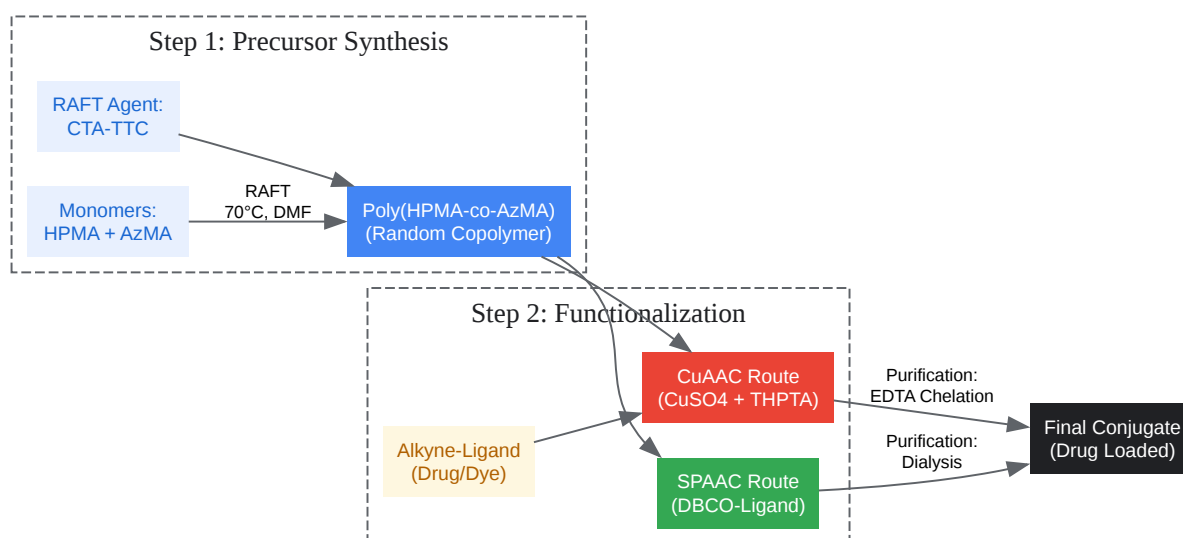 Step 1: Precursor Synthesis
RAFT Agent:
CTA-TTC
Monomers:
HPMA + AzMA
RAFT
70°C, DMF
Poly(HPMA-co-AzMA)
(Random Copolymer)
Step 2: Functionalization
CuAAC Route
(CuSO4 + THPTA)
Alkyne-Ligand
(Drug/Dye)
SPAAC Route
(DBCO-Ligand)
Purification:
EDTA Chelation
Purification:
Dialysis
Final Conjugate
(Drug Loaded)